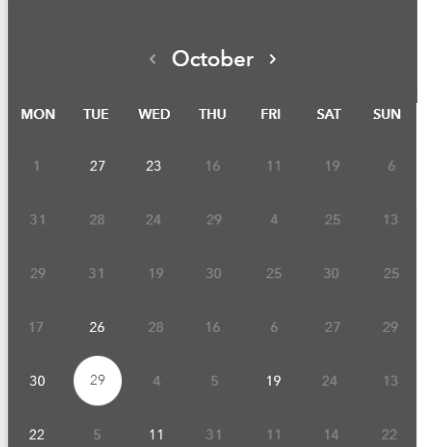 ‹ October ›
MON TUE WED THU FRI SAT SUN
1 27 23 16 11 19 6
31 28 24 29 4 25 13
29 31 19 30 25 30 25
17 26 28 16 6 27 29
30 29 4 5 19 24 13
22 5 11 31 11 14 22